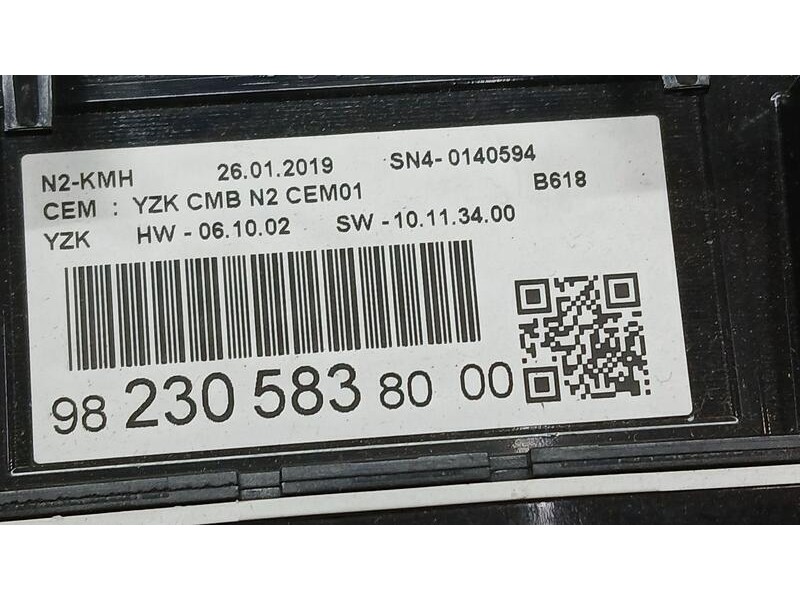 N2-KMH 26.01.2019 SN4-0140594
CEM : YZK CMB N2 CEM01 B618
YZK HW - 06.10.02 SW - 10.11.34.00
98 230 583 80 00